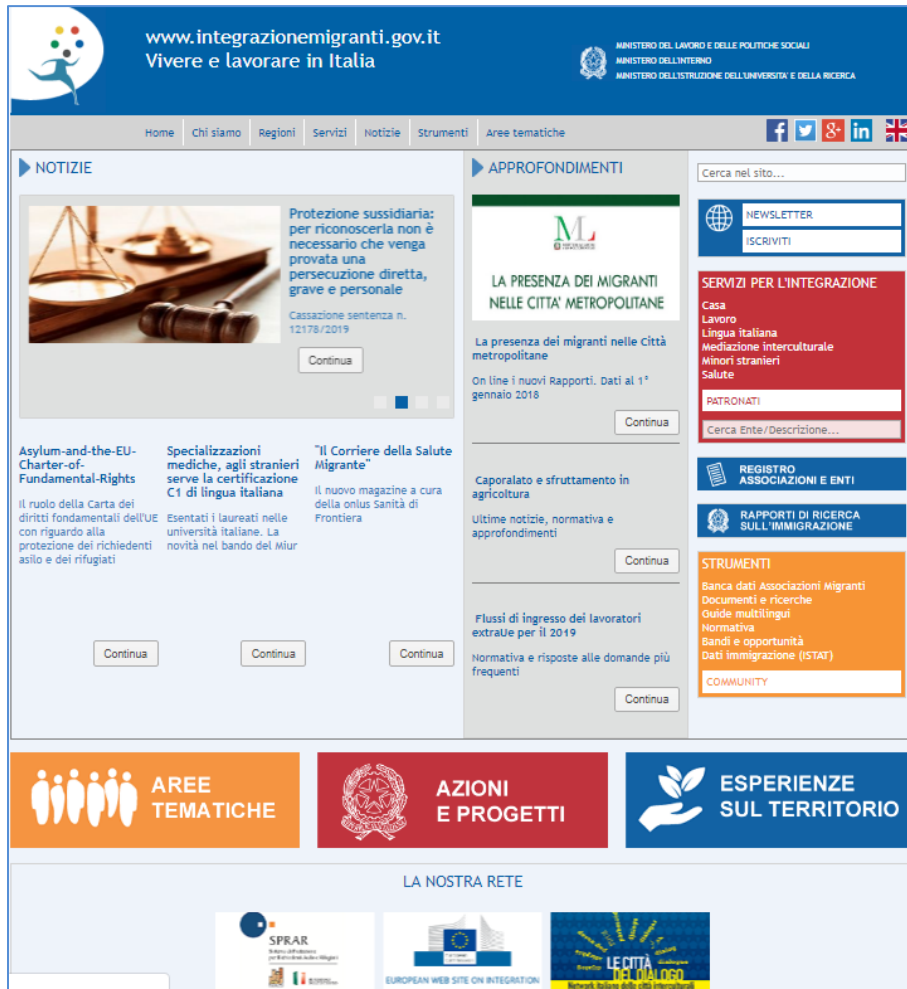 www.integrazionemigranti.gov.it
Vivere e lavorare in Italia
MINISTERO DEL LAVORO E DELLE POLITICHE SOCIALI
MINISTERO DELL'INTERNO
MINISTERO DELL'ISTRUZIONE DELL'UNIVERSITA' E DELLA RICERCA
Home Chi siamo Regioni Servizi Notizie Strumenti Aree tematiche
NOTIZIE
Protezione sussidiaria:
per riconoscerla non è
necessario che venga
provata una
persecuzione diretta,
grave e personale
Cassazione sentenza n.
12178/2019
Continua
Asylum-and-the-EU-
Charter-of-
Fundamental-Rights
Il ruolo della Carta dei
diritti fondamentali dell'UE
con riguardo alla
protezione dei richiedenti
asilo e dei rifugiati
Continua
Specializzazioni
mediche, agli stranieri
serve la certificazione
C1 di lingua italiana
Esentati i laureati nelle
università italiane. La
novità nel bando del Miur
Continua
"Il Corriere della Salute
Migrante"
Il nuovo magazine a cura
della onlus Sanità di
Frontiera
Continua
APPROFONDIMENTI
ML
LA PRESENZA DEI MIGRANTI
NELLE CITTA' METROPOLITANE
La presenza dei migranti nelle Città
metropolitane
On line i nuovi Rapporti. Dati al 1°
gennaio 2018
Continua
Caporalato e sfruttamento in
agricoltura
Ultime notizie, normativa e
approfondimenti
Continua
Flussi di ingresso dei lavoratori
extraUe per il 2019
Normativa e risposte alle domande più
frequenti
Continua
Cerca nel sito...
NEWSLETTER
ISCRIVITI
SERVIZI PER L'INTEGRAZIONE
Casa
Lavoro
Lingua italiana
Mediazione interculturale
Minori stranieri
Salute
PATRONATI
Cerca Ente/Descrizione...
REGISTRO
ASSOCIAZIONI E ENTI
RAPPORTI DI RICERCA
SULL'IMMIGRAZIONE
STRUMENTI
Banca dati Associazioni Migranti
Documenti e ricerche
Guide multilingui
Normativa
Bandi e opportunità
Dati immigrazione (ISTAT)
COMMUNITY
AREE
TEMATICHE
AZIONI
E PROGETTI
ESPERIENZE
SUL TERRITORIO
LA NOSTRA RETE
SPRAR
EUROPEAN WEB SITE ON INTEGRATION
LE CITTÀ
DEL DIALOGO
Network italiano delle città interculturali